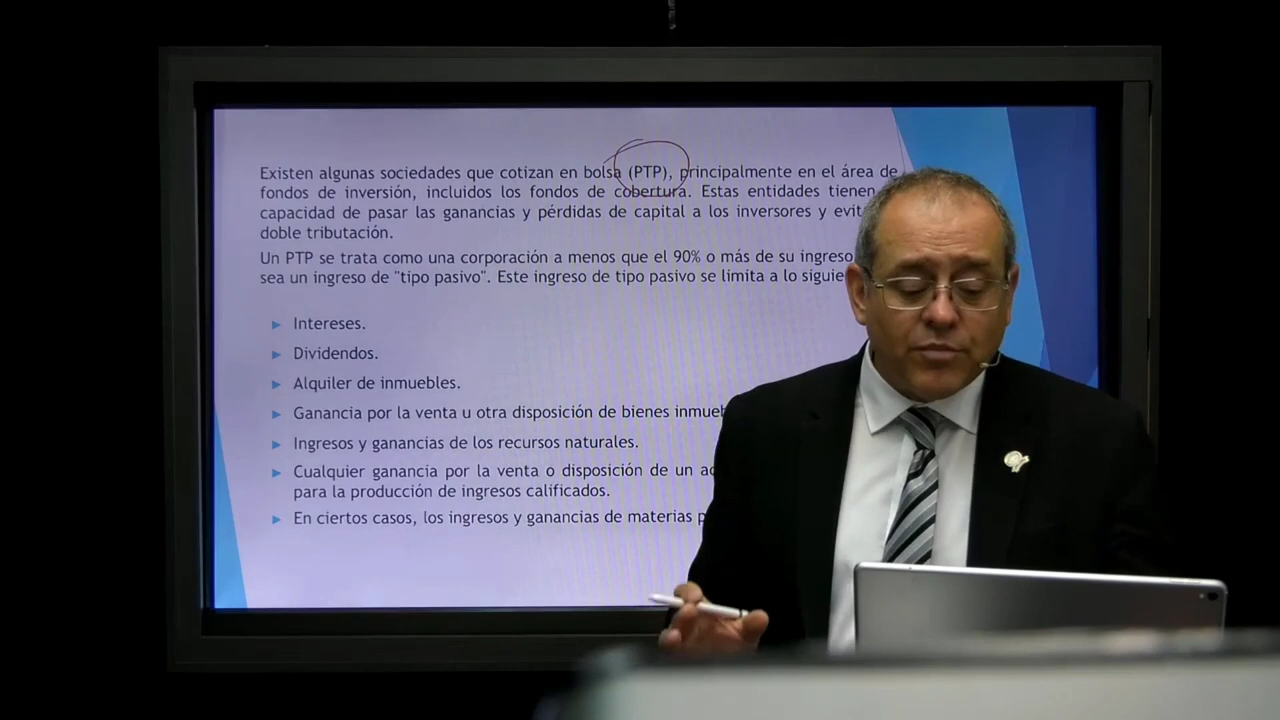 Existen algunas sociedades que cotizan en bolsa (PTP), principalmente en el área de
fondos de inversión, incluidos los fondos de cobertura. Estas entidades tienen
capacidad de pasar las ganancias y pérdidas de capital a los inversores y
doble tributación.
Un PTP se trata como una corporación a menos que el 90% o más de su ingreso
sea un ingreso de "tipo pasivo". Este ingreso de tipo pasivo se limita a lo
Intereses.
Dividendos.
Alquiler de inmuebles.
Ganancia por la venta u otra disposición de bienes
Ingresos y ganancias de los recursos naturales.
Cualquier ganancia por la venta o disposición de un
para la producción de ingresos calificados.
En ciertos casos, los ingresos y ganancias de materias